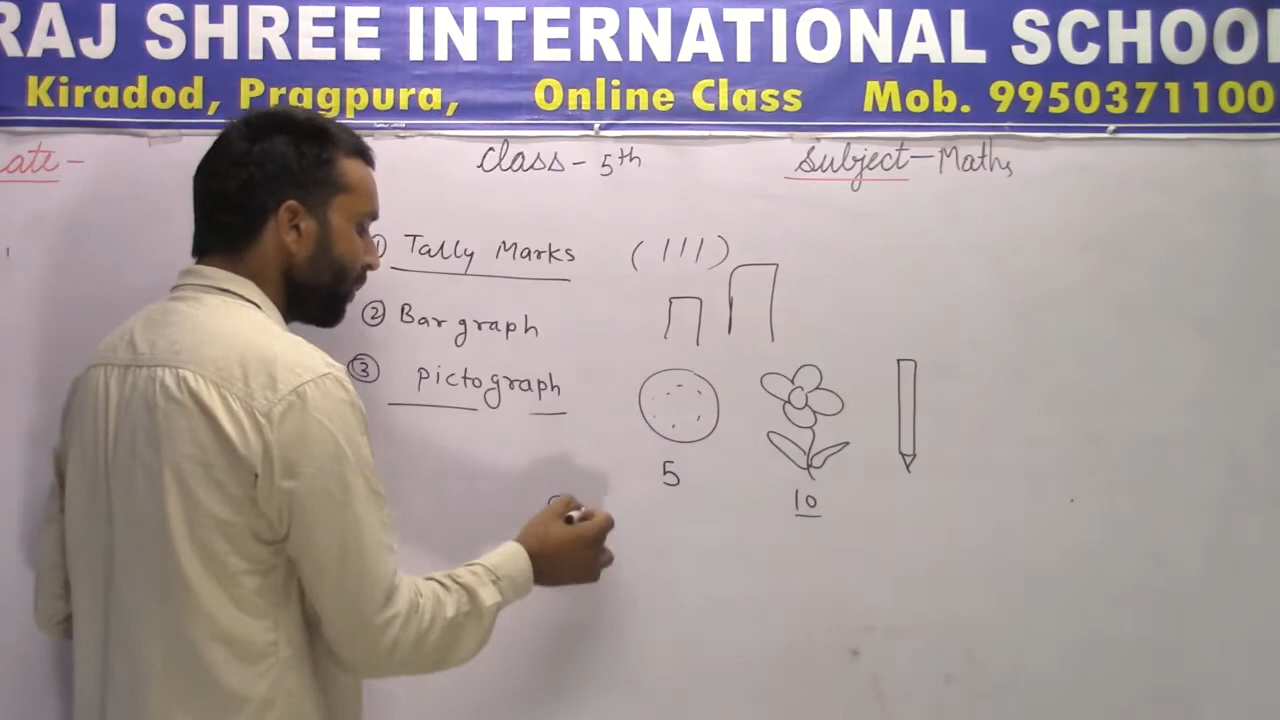 RAJ SHREE INTERNATIONAL SCHOOL
Kiradod, Pragpura, Online Class Mob. 9950371100
ate - Class - 5th Subject - Maths
① Tally Marks ( | | | )
② Bar graph
③ pictograph
5
10